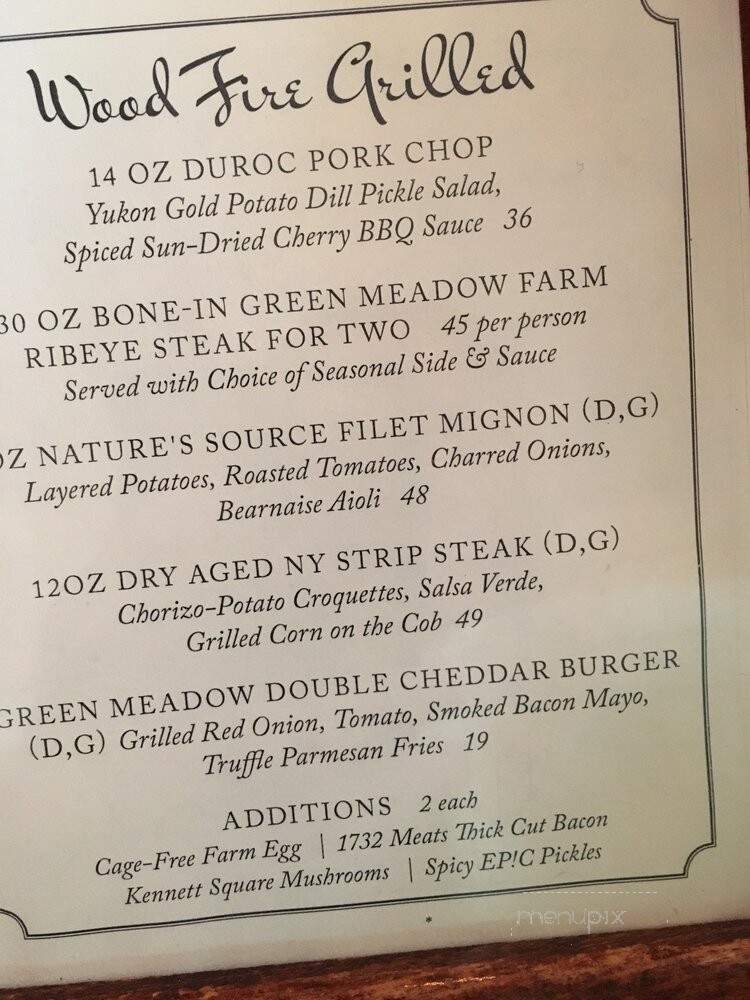 Wood Fire Grilled
14 OZ DUROC PORK CHOP
Yukon Gold Potato Dill Pickle Salad,
Spiced Sun-Dried Cherry BBQ Sauce 36
30 OZ BONE-IN GREEN MEADOW FARM
RIBEYE STEAK FOR TWO 45 per person
Served with Choice of Seasonal Side & Sauce
OZ NATURE'S SOURCE FILET MIGNON (D,G)
Layered Potatoes, Roasted Tomatoes, Charred Onions,
Bearnaise Aioli 48
12OZ DRY AGED NY STRIP STEAK (D,G)
Chorizo-Potato Croquettes, Salsa Verde,
Grilled Corn on the Cob 49
GREEN MEADOW DOUBLE CHEDDAR BURGER
(D,G) Grilled Red Onion, Tomato, Smoked Bacon Mayo,
Truffle Parmesan Fries 19
ADDITIONS 2 each
Cage-Free Farm Egg | 1732 Meats Thick Cut Bacon
Kennett Square Mushrooms | Spicy EP!C Pickles
*
menupix